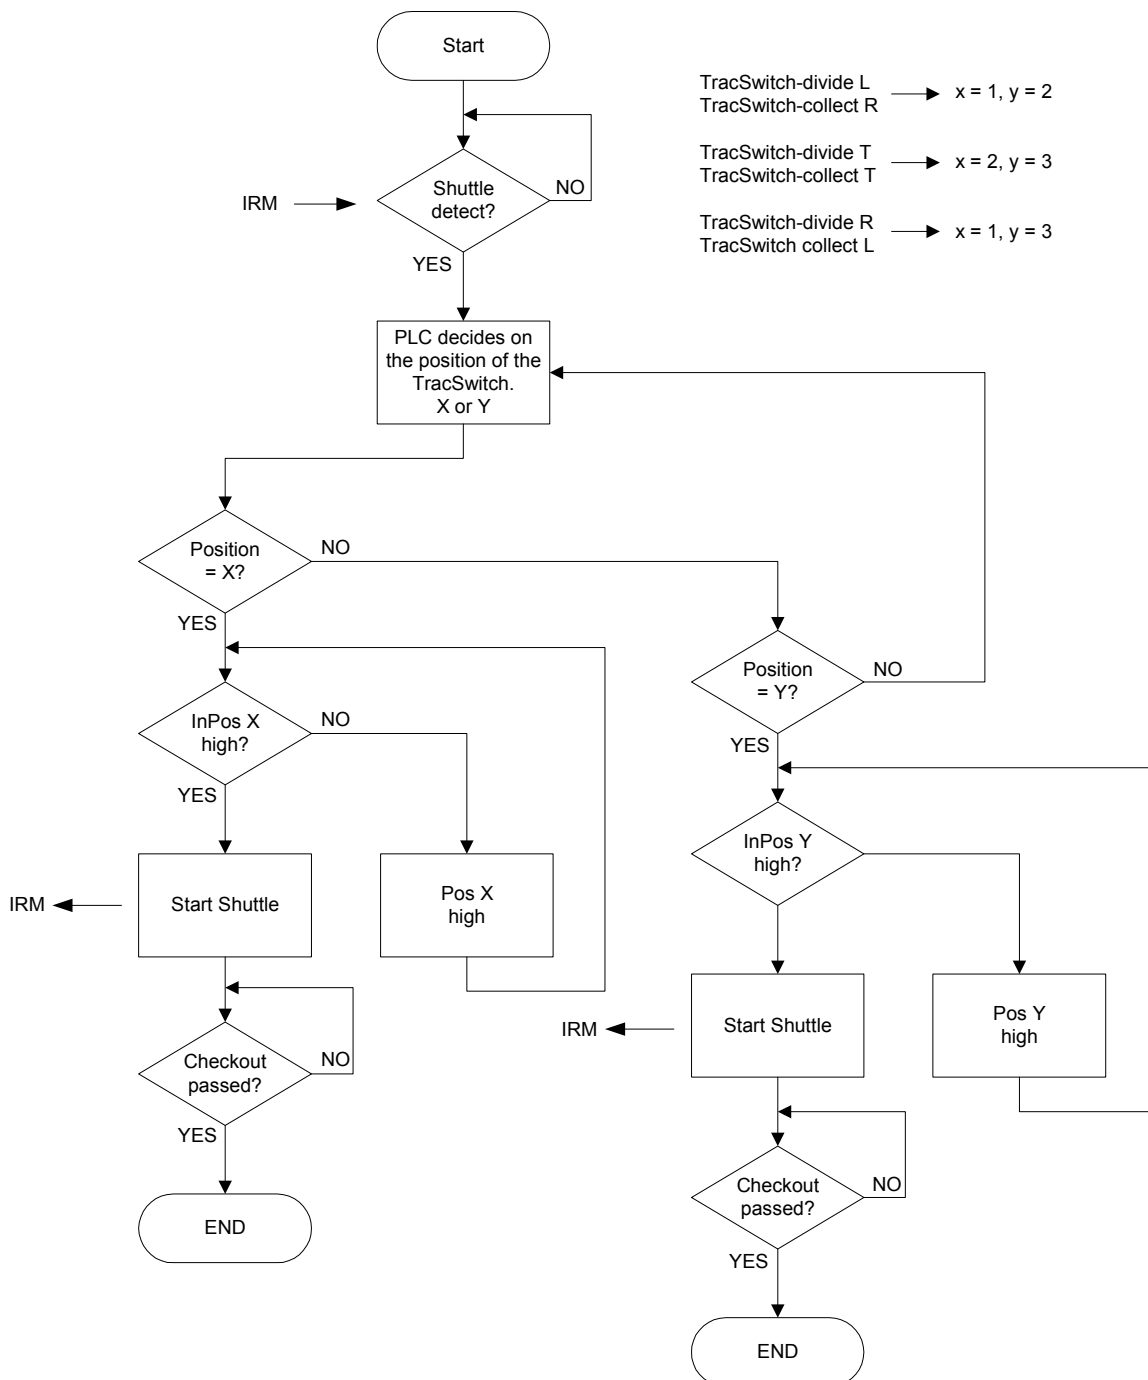 Start
TracSwitch-divide L
TracSwitch-collect R
x = 1, y = 2
TracSwitch-divide T
TracSwitch-collect T
x = 2, y = 3
TracSwitch-divide R
TracSwitch collect L
x = 1, y = 3
IRM
Shuttle
detect?
NO
YES
PLC decides on
the position of the
TracSwitch.
X or Y
Position
= X?
NO
YES
Position
= Y?
NO
YES
InPos X
high?
NO
YES
InPos Y
high?
IRM
Start Shuttle
Pos X
high
IRM
Start Shuttle
Pos Y
high
Checkout
passed?
NO
YES
Checkout
passed?
NO
YES
END
END